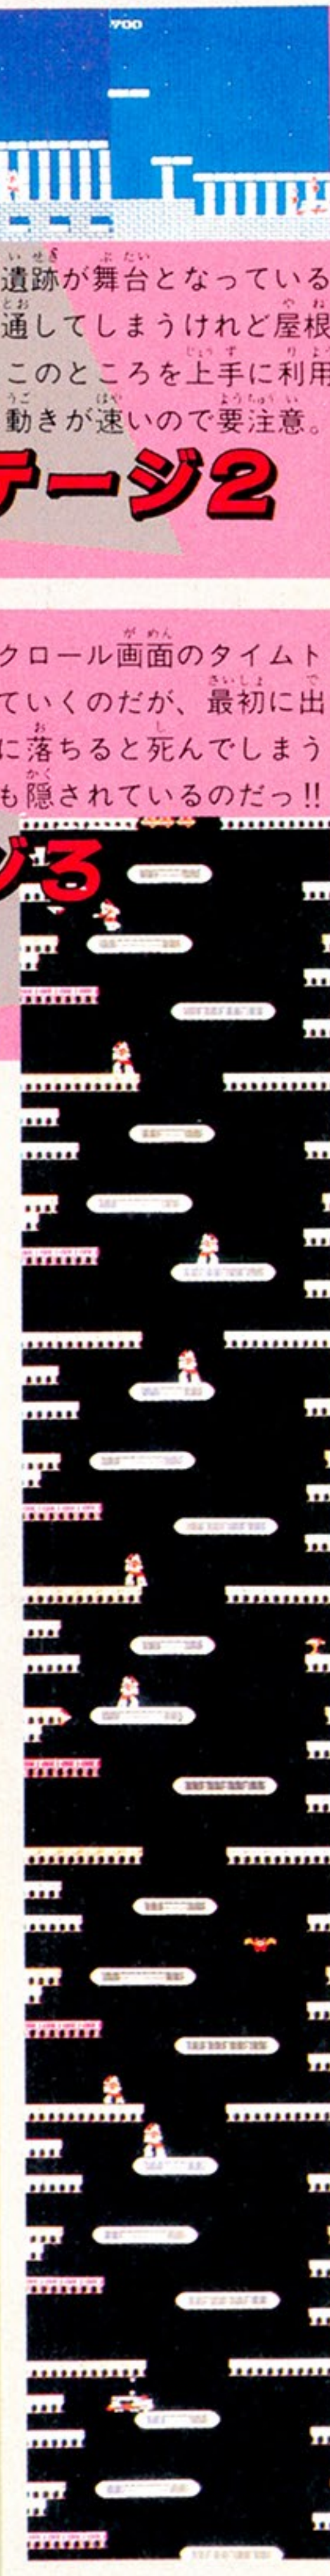 700
遺跡が舞台となっている
通してしまうけれど屋根
このところを上手に利用
動きが速いので要注意。
テージ2
クロール画面のタイムト
ていくのだが、最初に出
に落ちると死んでしまう
も隠されているのだっ!!
ジ3